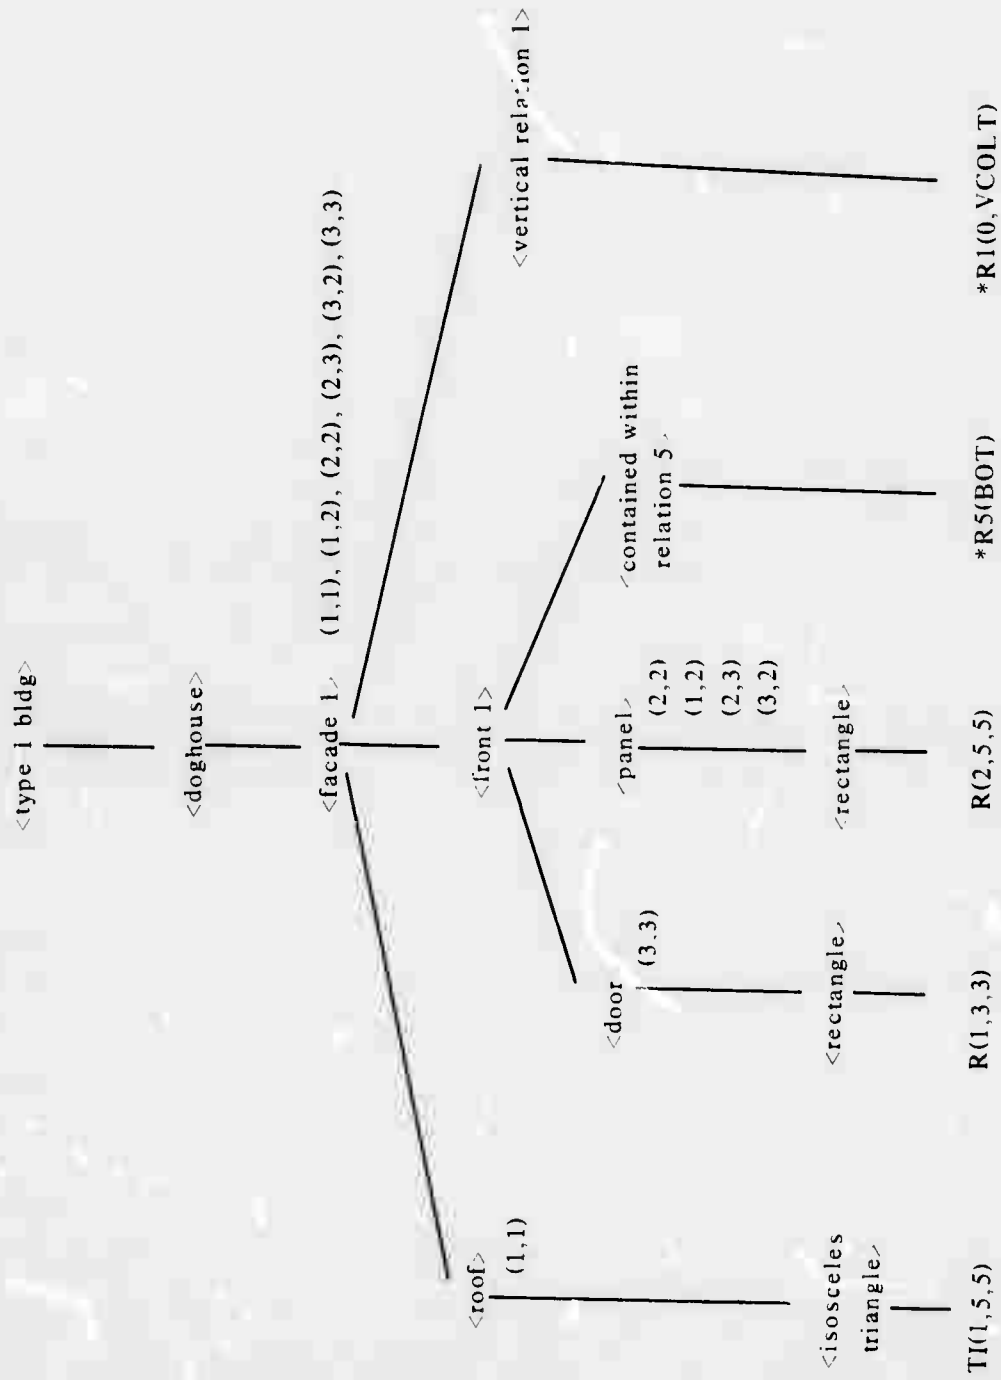 <type 1 bldg>
<doghouse>
<facade 1> (1,1), (1,2), (2,2), (2,3), (3,2), (3,3)
<roof>
(1,1)
<front 1>
<vertical relation 1>
<door
(3.3)
<panel>
(2,2)
(1,2)
(2,3)
(3,2)
<contained within
relation 5>
<isosceles
triangle>
<rectangle>
<rectangle>
TI(1,5,5)
R(1,3,3)
R(2,5,5)
*R5(BOT)
*R1(0,VCOLT)